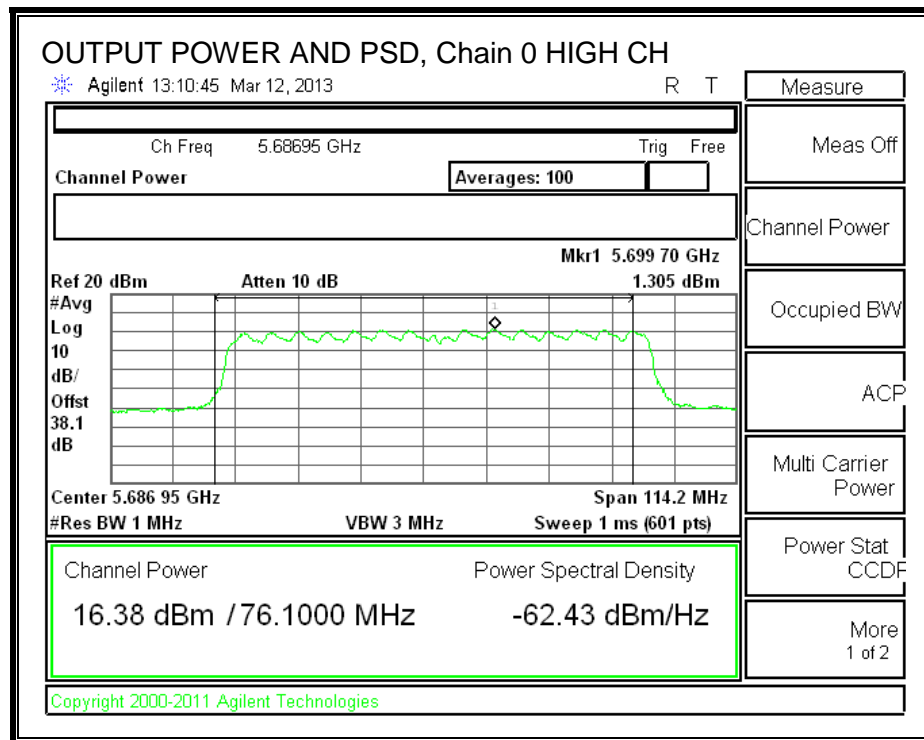 OUTPUT POWER AND PSD, Chain 0 HIGH CH
Agilent 13:10:45 Mar 12, 2013 R T
Ch Freq 5.68695 GHz Trig Free
Channel Power Averages: 100
Mkr1 5.699 70 GHz
Ref 20 dBm Atten 10 dB 1.305 dBm
#Avg
Log
10
dB/
Offst
38.1
dB
1
Center 5.686 95 GHz Span 114.2 MHz
#Res BW 1 MHz VBW 3 MHz Sweep 1 ms (601 pts)
Channel Power Power Spectral Density
16.38 dBm / 76.1000 MHz -62.43 dBm/Hz
Copyright 2000-2011 Agilent Technologies
Measure
Meas Off
Channel Power
Occupied BW
ACP
Multi Carrier
Power
Power Stat
CCDF
More
1 of 2